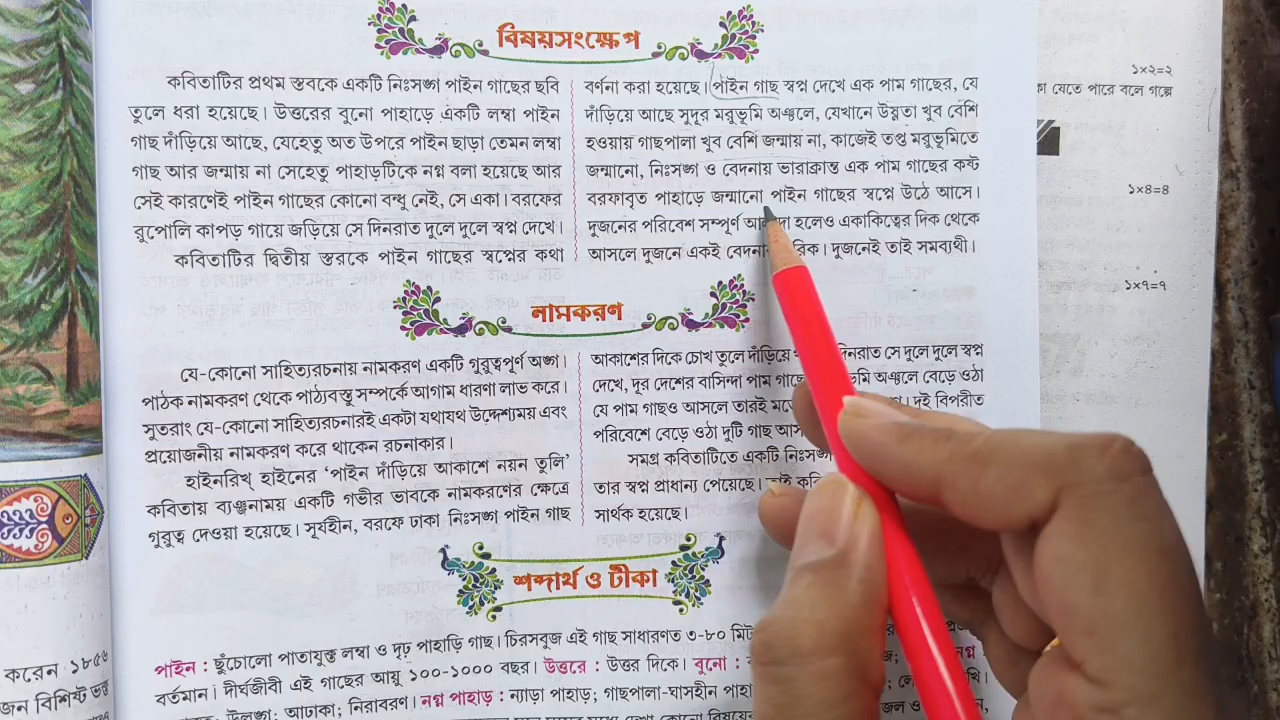 বিষয়সংক্ষেপ
কবিতাটির প্রথম স্তবকে একটি নিঃসঙ্গ পাইন গাছের ছবি
তুলে ধরা হয়েছে। উত্তরের বুনো পাহাড়ে একটি লম্বা পাইন
গাছ দাঁড়িয়ে আছে, যেহেতু অত উপরে পাইন ছাড়া তেমন লম্বা
গাছ আর জন্মায় না সেহেতু পাহাড়টিকে নগ্ন বলা হয়েছে আর
সেই কারণেই পাইন গাছের কোনো বন্ধু নেই, সে একা। বরফের
রুপোলি কাপড় গায়ে জড়িয়ে সে দিনরাত দুলে দুলে স্বপ্ন দেখে।
কবিতাটির দ্বিতীয় স্তরকে পাইন গাছের স্বপ্নের কথা
বর্ণনা করা হয়েছে। পাইন গাছ স্বপ্ন দেখে এক পাম গাছের, যে
দাঁড়িয়ে আছে সুদূর মরুভূমি অঞ্চলে, যেখানে উষ্ণতা খুব বেশি
হওয়ায় গাছপালা খুব বেশি জন্মায় না, কাজেই তপ্ত মরুভূমিতে
জন্মানো, নিঃসঙ্গ ও বেদনায় ভারাক্রান্ত এক পাম গাছের কষ্ট
বরফাবৃত পাহাড়ে জন্মানো পাইন গাছের স্বপ্নে উঠে আসে।
দুজনের পরিবেশ সম্পূর্ণ হলেও একাকিত্বের দিক থেকে
আসলে দুজনে একই দুজনেই তাই সমব্যথী।
নামকরণ
যে-কোনো সাহিত্যরচনায় নামকরণ একটি গুরুত্বপূর্ণ অঙ্গ।
পাঠক নামকরণ থেকে পাঠ্যবস্তু সম্পর্কে আগাম ধারণা লাভ করে।
সুতরাং যে-কোনো সাহিত্যরচনারই একটা যথাযথ উদ্দেশ্যময় এবং
প্রয়োজনীয় নামকরণ করে থাকেন রচনাকার।
হাইনরিখ্ হাইনের ‘পাইন দাঁড়িয়ে আকাশে নয়ন তুলি’
কবিতায় ব্যঞ্জনাময় একটি গভীর ভাবকে নামকরণের ক্ষেত্রে
গুরুত্ব দেওয়া হয়েছে। সূর্যহীন, বরফে ঢাকা নিঃসঙ্গ পাইন গাছ
আকাশের দিকে চোখ তুলে দাঁড়িয়ে দিনরাত সে দুলে দুলে স্বপ্ন
দেখে, দূর দেশের বাসিন্দা পাম অঞ্চলে বেড়ে ওঠা
যে পাম গাছও আসলে তারই দুই বিপরীত
পরিবেশে বেড়ে ওঠা দুটি গাছ
সমগ্র কবিতাটিতে একটি
তার স্বপ্ন প্রাধান্য পেয়েছে। তাই
সার্থক হয়েছে।
শব্দার্থ ও টীকা
পাইন : ছুঁচোলো পাতাযুক্ত লম্বা ও দৃঢ় পাহাড়ি গাছ। চিরসবুজ এই গাছ সাধারণত ৩-৮০
বর্তমান। দীর্ঘজীবী এই গাছের আয়ু ১০০-১০০০ বছর। উত্তরে : উত্তর দিকে। বুনো : নগ্ন :
উলঙ্গ; আঢাকা; নিরাবরণ। নগ্ন পাহাড় : ন্যাড়া পাহাড়; গাছপালা-ঘাসহীন
করেন ১৮৫৬
জন বিশিষ্ট
১×২=২
যেতে পারে বলে গল্পে
১×৪=৪
১×৭=৭